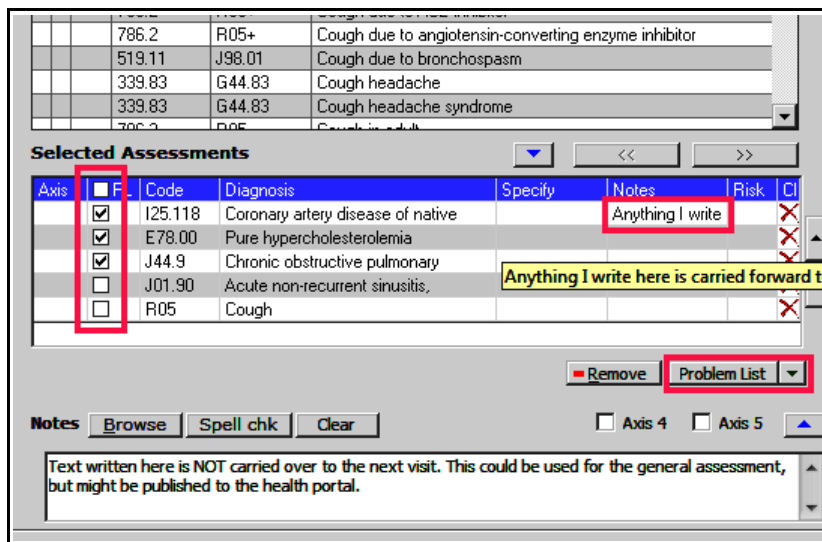 786.2 R05+ Cough due to angiotensin-converting enzyme inhibitor
519.11 J98.01 Cough due to bronchospasm
339.83 G44.83 Cough headache
339.83 G44.83 Cough headache syndrome
Selected Assessments << >>
Axis Code Diagnosis Specify Notes Risk Cl
I25.118 Coronary artery disease of native Anything I write
E78.00 Pure hypercholesterolemia
J44.9 Chronic obstructive pulmonary
Anything I write here is carried forward t
J01.90 Acute non-recurrent sinusitis,
R05 Cough
Remove Problem List
Notes Browse Spell chk Clear Axis 4 Axis 5
Text written here is NOT carried over to the next visit. This could be used for the general assessment,
but might be published to the health portal.